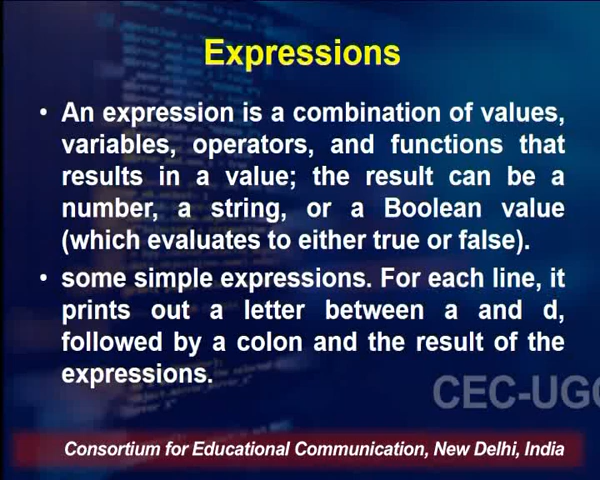 Expressions
• An expression is a combination of values,
variables, operators, and functions that
results in a value; the result can be a
number, a string, or a Boolean value
(which evaluates to either true or false).
• some simple expressions. For each line, it
prints out a letter between a and d,
followed by a colon and the result of the
expressions.
CEC-UGC
Consortium for Educational Communication, New Delhi, India